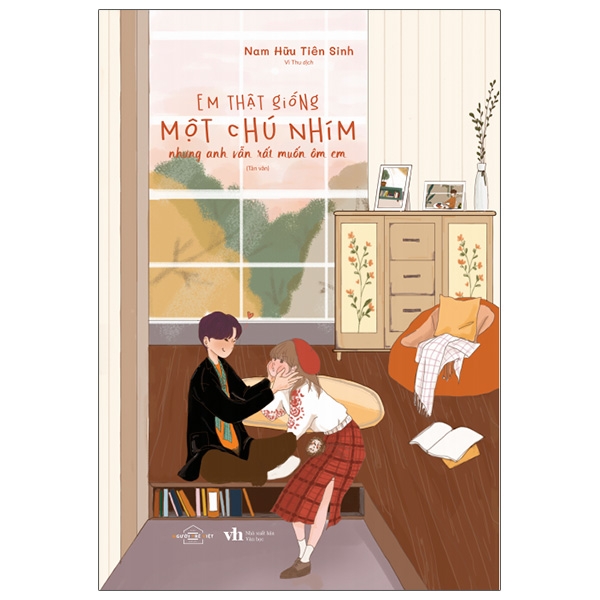 Nam Hữu Tiên Sinh
Vi Thu dịch
EM THẬT GIỐNG
MỘT CHÚ NHÍM
nhưng anh vẫn rất muốn ôm em
(Tản văn)
vh
Nhà xuất bản
Văn học